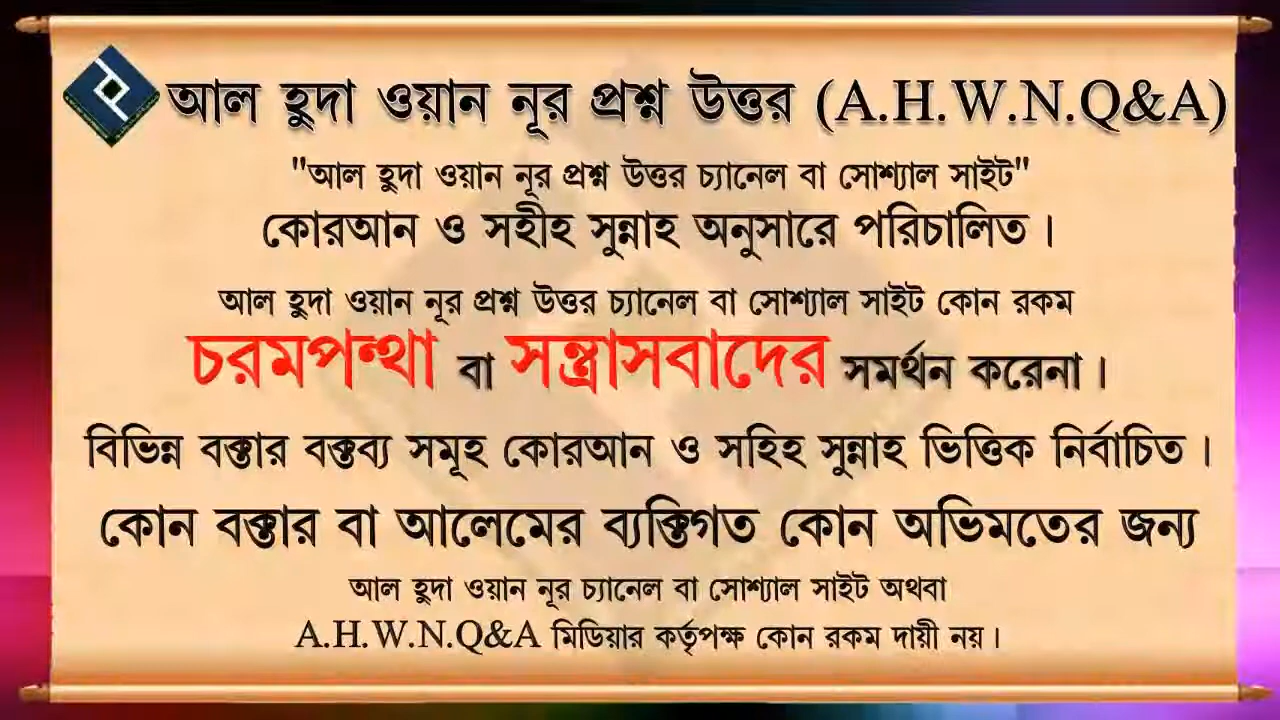 আল হুদা ওয়ান নূর প্রশ্ন উত্তর (A.H.W.N.Q&A)
"আল হুদা ওয়ান নূর প্রশ্ন উত্তর চ্যানেল বা সোশ্যাল সাইট"
কোরআন ও সহীহ সুন্নাহ অনুসারে পরিচালিত।
আল হুদা ওয়ান নূর প্রশ্ন উত্তর চ্যানেল বা সোশ্যাল সাইট কোন রকম
চরমপন্থা বা সন্ত্রাসবাদের সমর্থন করেনা।
বিভিন্ন বক্তার বক্তব্য সমূহ কোরআন ও সহিহ সুন্নাহ ভিত্তিক নির্বাচিত।
কোন বক্তার বা আলেমের ব্যক্তিগত কোন অভিমতের জন্য
আল হুদা ওয়ান নূর চ্যানেল বা সোশ্যাল সাইট অথবা
A.H.W.N.Q&A মিডিয়ার কর্তৃপক্ষ কোন রকম দায়ী নয়।